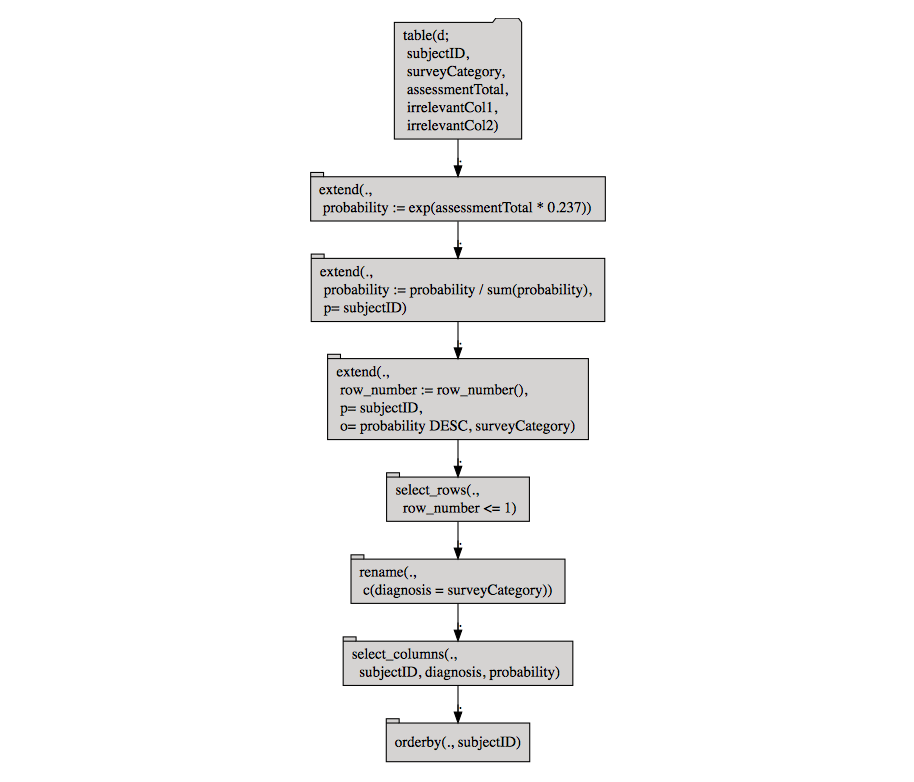 table(d;
subjectID,
surveyCategory,
assessmentTotal,
irrelevantCol1,
irrelevantCol2)
.
extend(.,
probability := exp(assessmentTotal * 0.237))
.
extend(.,
probability := probability / sum(probability),
p= subjectID)
.
extend(.,
row_number := row_number(),
p= subjectID,
o= probability DESC, surveyCategory)
.
select_rows(.,
row_number <= 1)
.
rename(.,
c(diagnosis = surveyCategory))
.
select_columns(.,
subjectID, diagnosis, probability)
.
orderby(., subjectID)